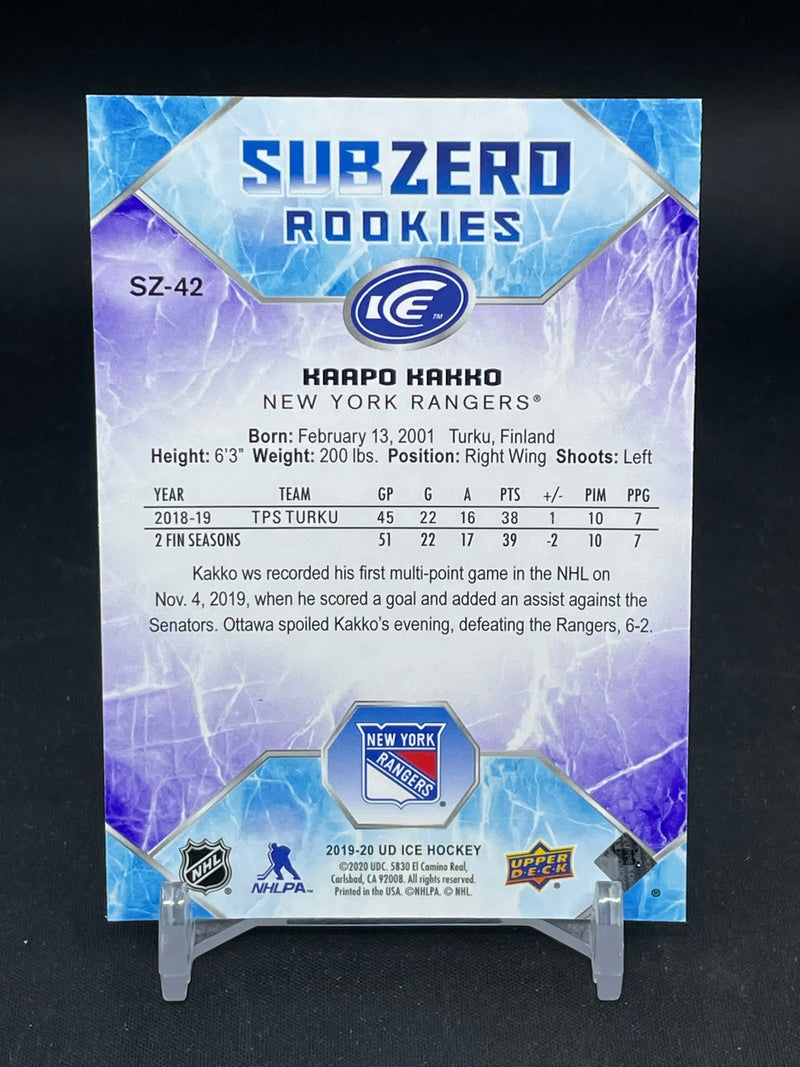 SUBZERO
ROOKIES
SZ-42
ICE TM
KAAPO KAKKO
NEW YORK RANGERS®
Born: February 13, 2001 Turku, Finland
Height: 6'3" Weight: 200 lbs. Position: Right Wing Shoots: Left
YEAR TEAM GP G A PTS +/- PIM PPG
2018-19 TPS TURKU 45 22 16 38 1 10 7
2 FIN SEASONS 51 22 17 39 -2 10 7
Kakko ws recorded his first multi-point game in the NHL on
Nov. 4, 2019, when he scored a goal and added an assist against the
Senators. Ottawa spoiled Kakko's evening, defeating the Rangers, 6-2.
NEW YORK
RANGERS
®
NHL ®
NHLPA™
2019-20 UD ICE HOCKEY
©2020 UDC. 5830 El Camino Real,
Carlsbad, CA 92008. All rights reserved.
Printed in the USA. ©NHLPA. © NHL.
UPPER
DECK
®